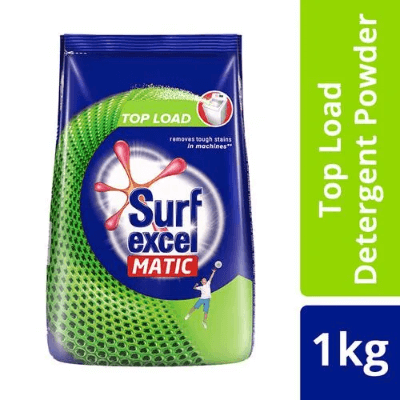 TOP LOAD
removes tough stains
in machines**
Surf
excel
MATIC
Top Load
Detergent Powder
1kg